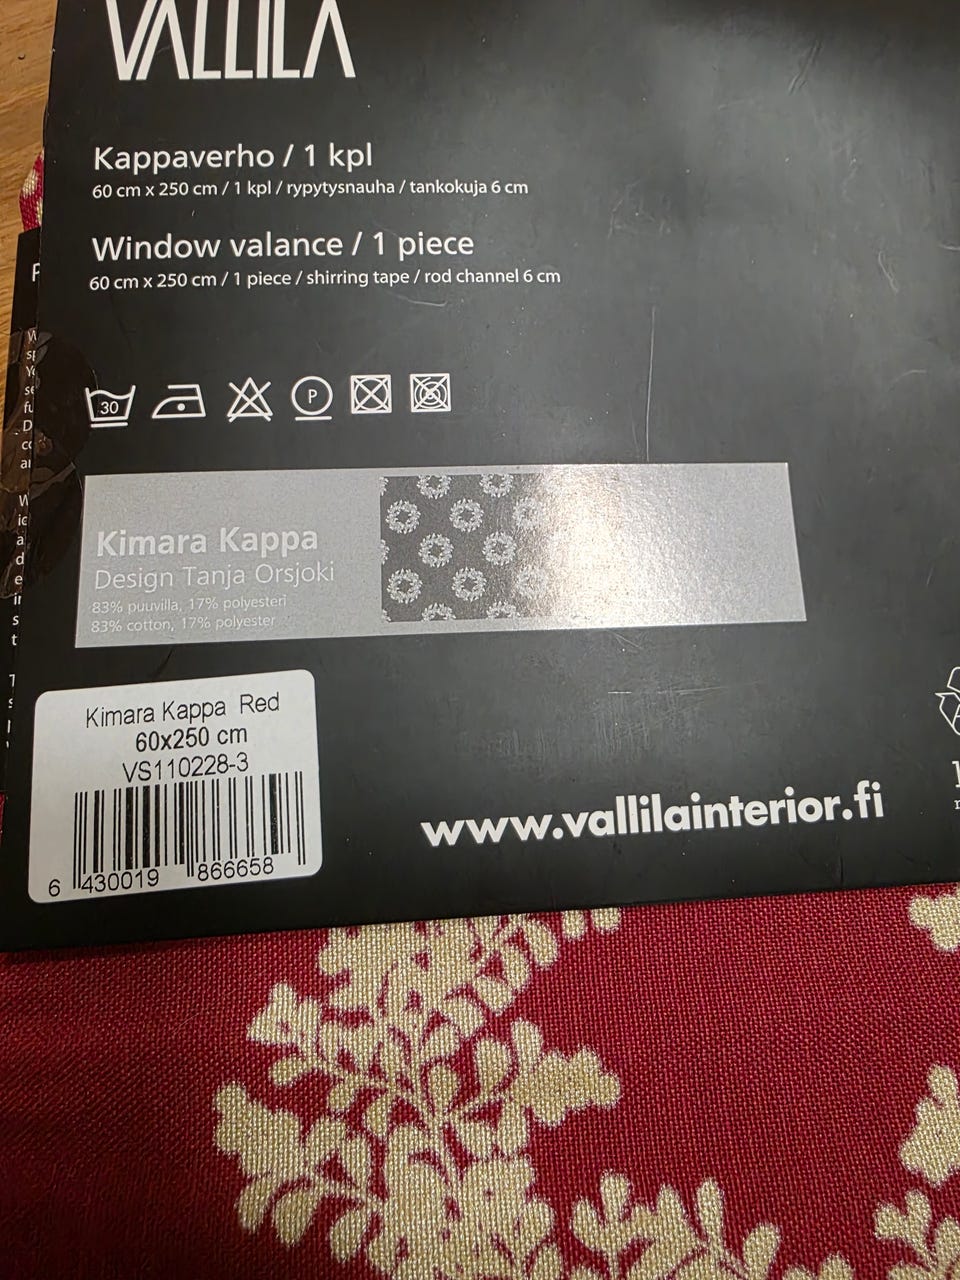 VALLILA
Kappaverho / 1 kpl
60 cm x 250 cm / 1 kpl / rypytysnauha / tankokuja 6 cm
Window valance / 1 piece
60 cm x 250 cm / 1 piece / shirring tape / rod channel 6 cm
30
P
Kimara Kappa
Design Tanja Orsjoki
83% puuvilla, 17% polyesteri
83% cotton, 17% polyester
Kimara Kappa Red
60x250 cm
VS110228-3
6 430019 866658
www.vallilainterior.fi